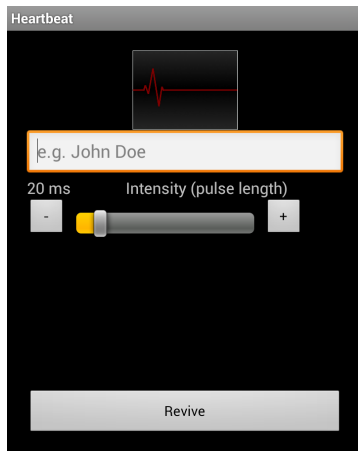 Heartbeat
e.g. John Doe
20 ms Intensity (pulse length)
- +
Revive